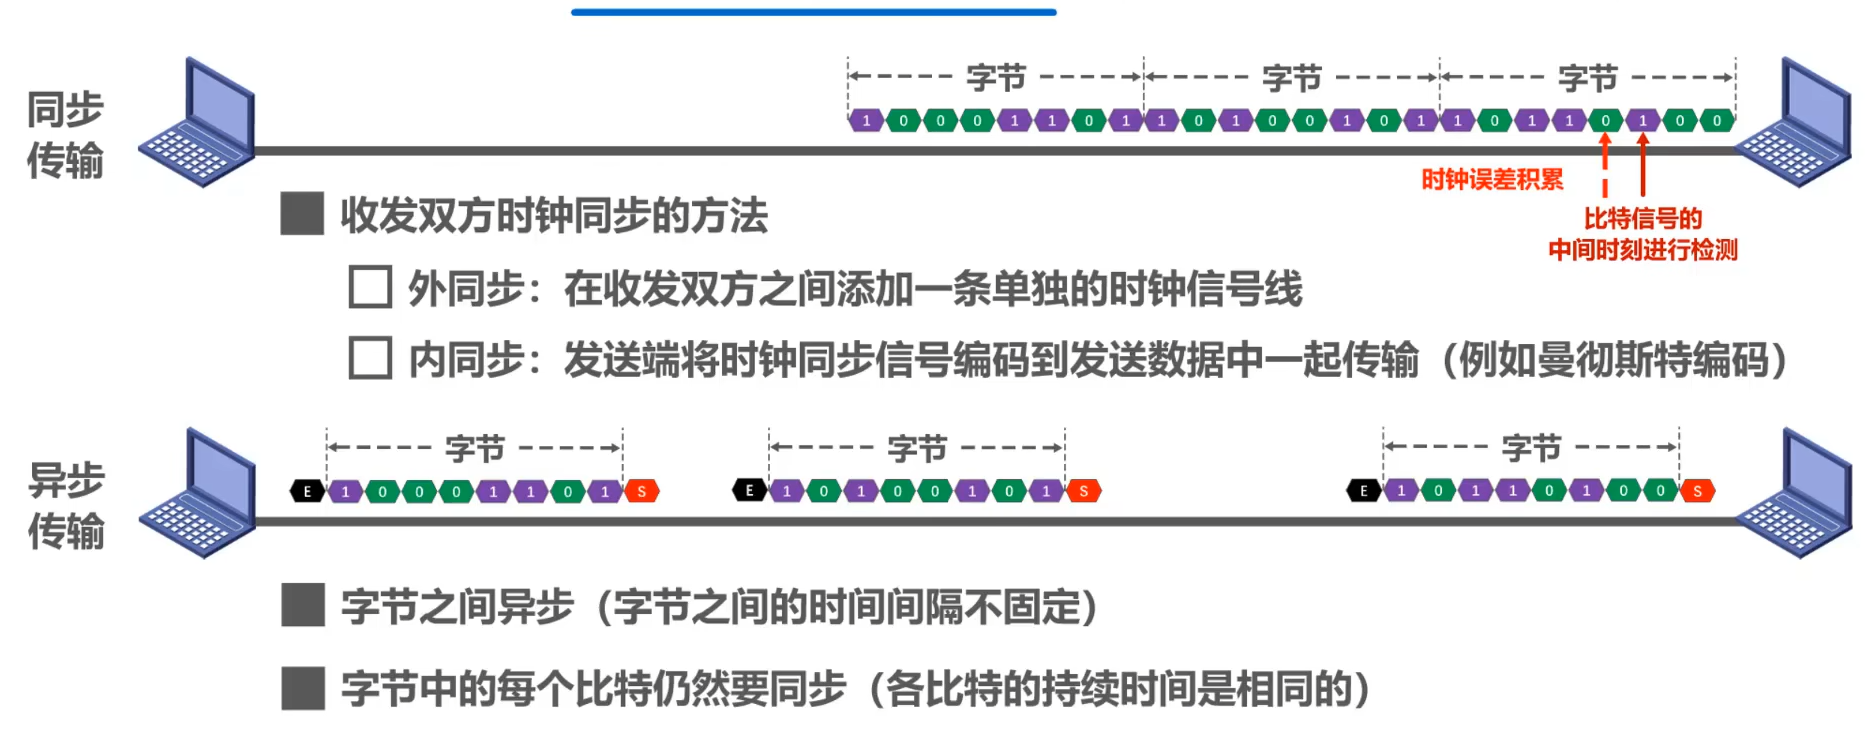 同步
传输
字节 字节 字节
1 0 0 0 1 1 0 1 1 0 1 0 0 1 0 1 1 0 1 1 0 1 0 0
时钟误差积累
比特信号的
中间时刻进行检测
收发双方时钟同步的方法
外同步：在收发双方之间添加一条单独的时钟信号线
内同步：发送端将时钟同步信号编码到发送数据中一起传输（例如曼彻斯特编码）
异步
传输
字节 字节 字节
E 1 0 0 0 1 1 0 1 S E 1 0 1 0 0 1 0 1 S E 1 0 1 1 0 1 0 0 S
字节之间异步（字节之间的时间间隔不固定）
字节中的每个比特仍然要同步（各比特的持续时间是相同的）